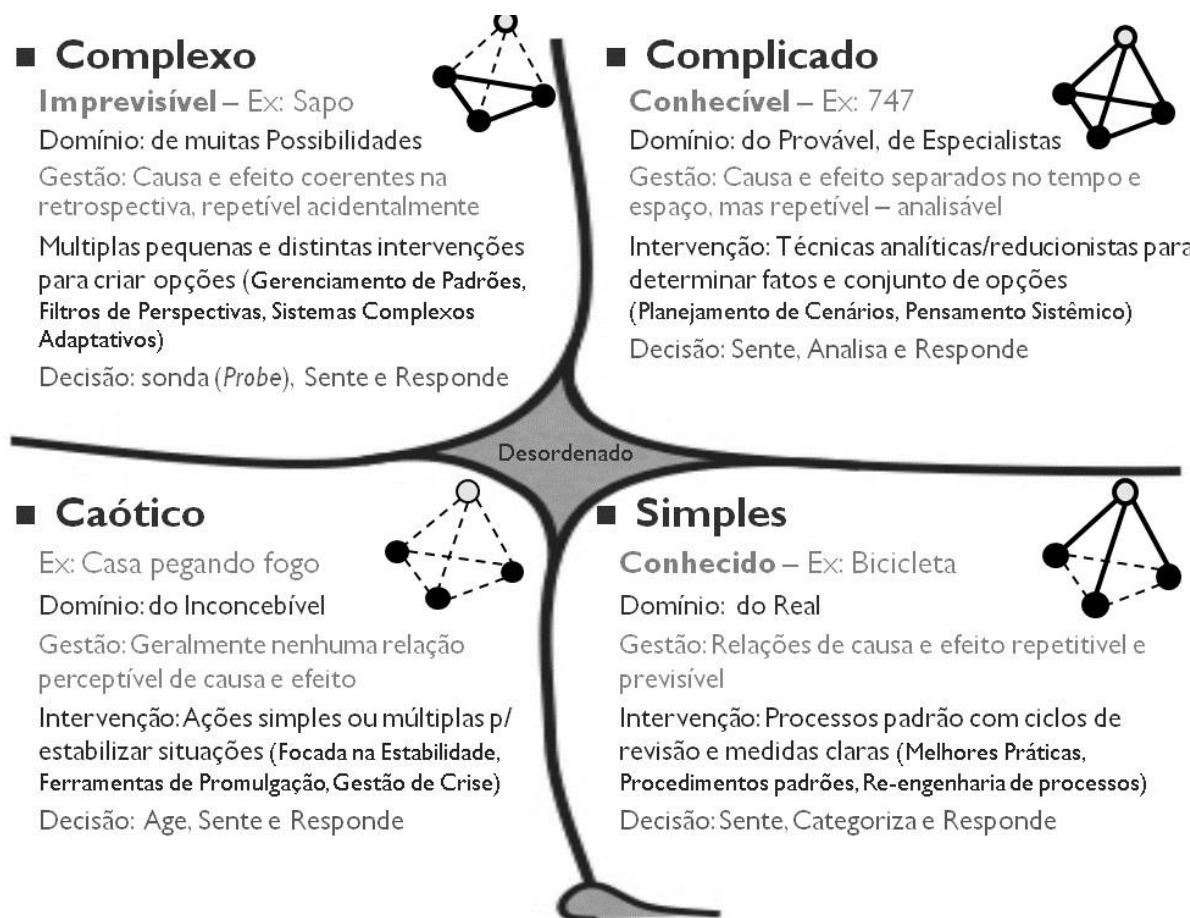 ■ Complexo
Imprevisível – Ex: Sapo
Domínio: de muitas Possibilidades
Gestão: Causa e efeito coerentes na
retrospectiva, repetível acidentalmente
Multiplas pequenas e distintas intervenções
para criar opções (Gerenciamento de Padrões,
Filtros de Perspectivas, Sistemas Complexos
Adaptativos)
Decisão: sonda (Probe), Sente e Responde
■ Complicado
Conhecível – Ex: 747
Domínio: do Provável, de Especialistas
Gestão: Causa e efeito separados no tempo e
espaço, mas repetível – analisável
Intervenção: Técnicas analíticas/reducionistas para
determinar fatos e conjunto de opções
(Planejamento de Cenários, Pensamento Sistêmico)
Decisão: Sente, Analisa e Responde
Desordenado
■ Caótico
Ex: Casa pegando fogo
Domínio: do Inconcebível
Gestão: Geralmente nenhuma relação
perceptível de causa e efeito
Intervenção: Ações simples ou múltiplas p/
estabilizar situações (Focada na Estabilidade,
Ferramentas de Promulgação, Gestão de Crise)
Decisão: Age, Sente e Responde
■ Simples
Conhecido – Ex: Bicicleta
Domínio: do Real
Gestão: Relações de causa e efeito repetitivel e
previsível
Intervenção: Processos padrão com ciclos de
revisão e medidas claras (Melhores Práticas,
Procedimentos padrões, Re-engenharia de processos)
Decisão: Sente, Categoriza e Responde